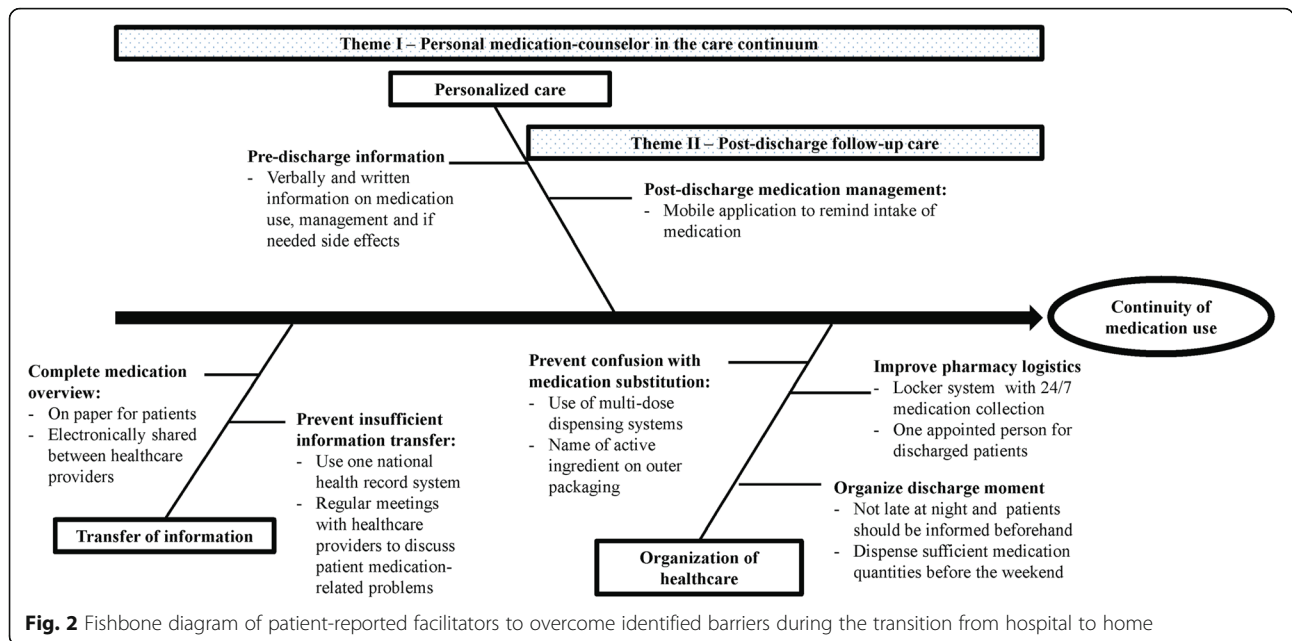 Theme I – Personal medication-counselor in the care continuum
Personalized care
Theme II – Post-discharge follow-up care
Pre-discharge information
- Verbally and written
information on medication
use, management and if
needed side effects
Post-discharge medication management:
- Mobile application to remind intake of
medication
Continuity of
medication use
Complete medication
overview:
- On paper for patients
- Electronically shared
between healthcare
providers
Prevent insufficient
information transfer:
- Use one national
health record system
- Regular meetings
with healthcare
providers to discuss
patient medication-
related problems
Transfer of information
Prevent confusion with
medication substitution:
- Use of multi-dose
dispensing systems
- Name of active
ingredient on outer
packaging
Improve pharmacy logistics
- Locker system with 24/7
medication collection
- One appointed person for
discharged patients
Organize discharge moment
- Not late at night and patients
should be informed beforehand
- Dispense sufficient medication
quantities before the weekend
Organization of
healthcare
Fig. 2 Fishbone diagram of patient-reported facilitators to overcome identified barriers during the transition from hospital to home